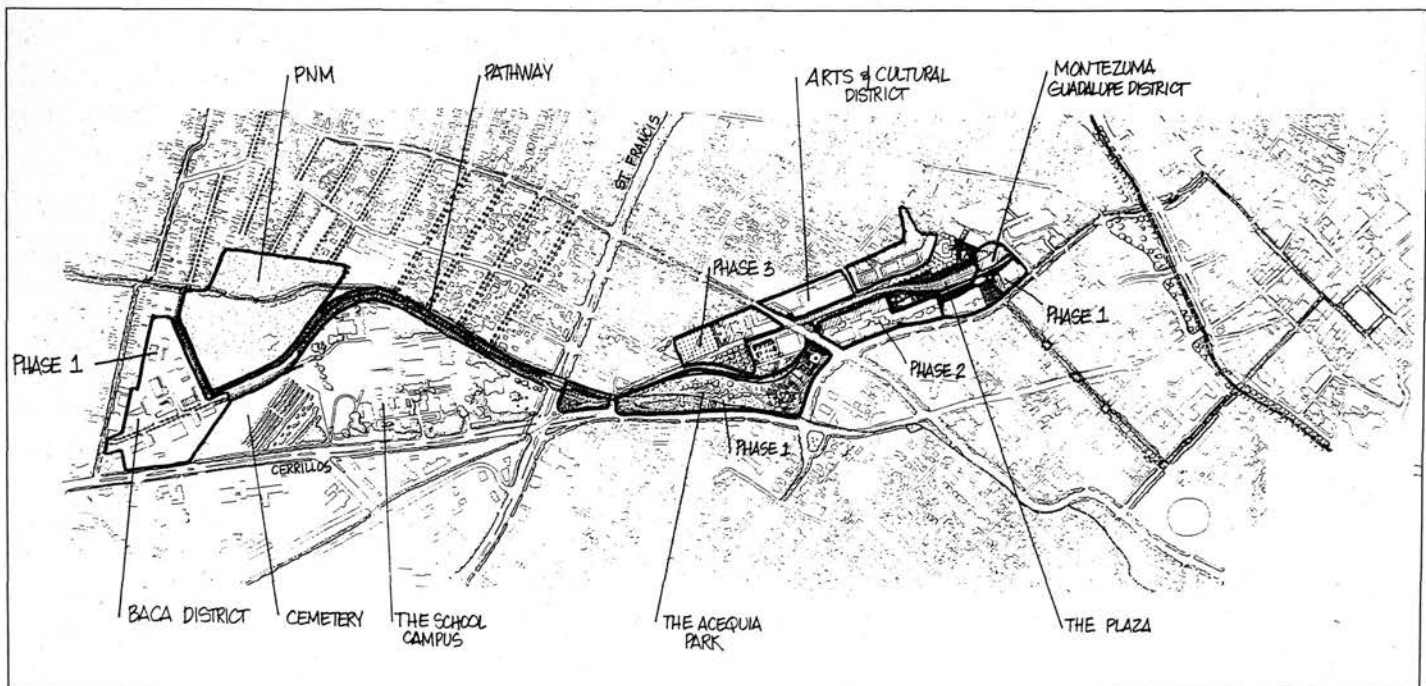 PNM
PATHWAY
ARTS & CULTURAL
DISTRICT
MONTEZUMA
GUADALUPE DISTRICT
ST. FRANCIS
PHASE 3
PHASE 1
PHASE 1
PHASE 2
PHASE 1
CERRILLOS
BACA DISTRICT
CEMETERY
THE SCHOOL
CAMPUS
THE ACEQUIA
PARK
THE PLAZA